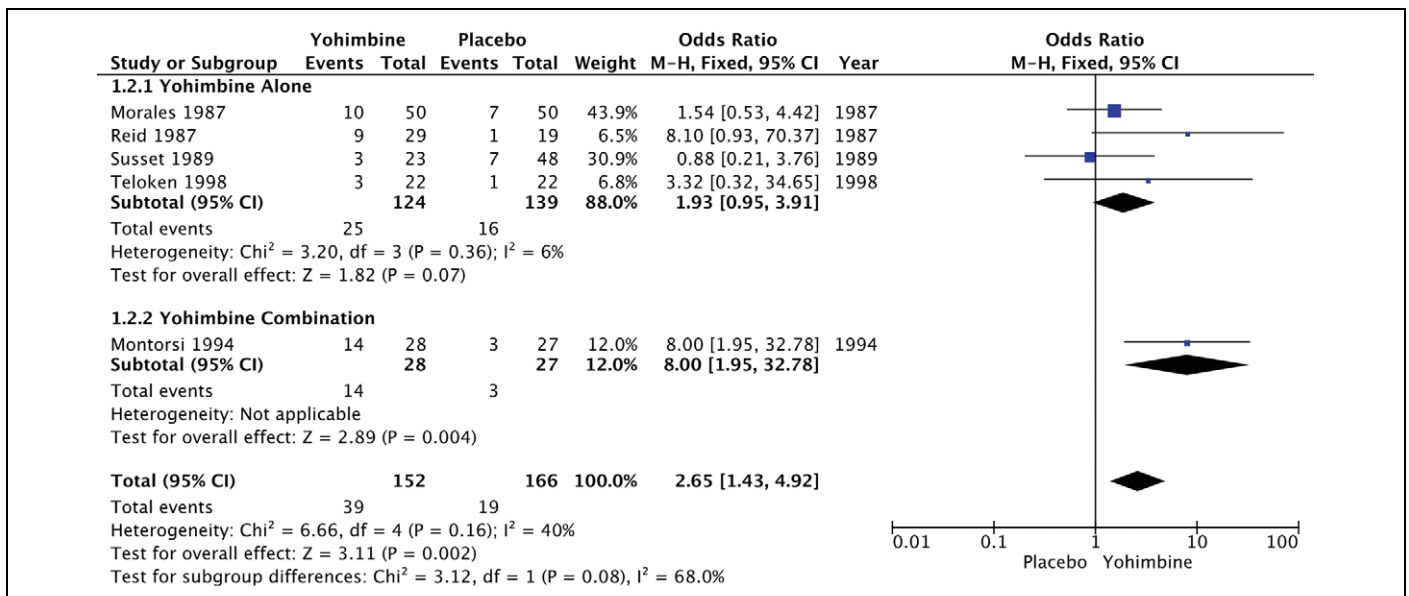 Yohimbine Placebo Odds Ratio Odds Ratio
Study or Subgroup Events Total Events Total Weight M-H, Fixed, 95% CI Year M-H, Fixed, 95% CI
1.2.1 Yohimbine Alone
Morales 1987 10 50 7 50 43.9% 1.54 [0.53, 4.42] 1987
Reid 1987 9 29 1 19 6.5% 8.10 [0.93, 70.37] 1987
Susset 1989 3 23 7 48 30.9% 0.88 [0.21, 3.76] 1989
Teloken 1998 3 22 1 22 6.8% 3.32 [0.32, 34.65] 1998
Subtotal (95% CI) 124 139 88.0% 1.93 [0.95, 3.91]
Total events 25 16
Heterogeneity: Chi² = 3.20, df = 3 (P = 0.36); I² = 6%
Test for overall effect: Z = 1.82 (P = 0.07)
1.2.2 Yohimbine Combination
Montorsi 1994 14 28 3 27 12.0% 8.00 [1.95, 32.78] 1994
Subtotal (95% CI) 28 27 12.0% 8.00 [1.95, 32.78]
Total events 14 3
Heterogeneity: Not applicable
Test for overall effect: Z = 2.89 (P = 0.004)
Total (95% CI) 152 166 100.0% 2.65 [1.43, 4.92]
Total events 39 19
Heterogeneity: Chi² = 6.66, df = 4 (P = 0.16); I² = 40%
Test for overall effect: Z = 3.11 (P = 0.002)
Test for subgroup differences: Chi² = 3.12, df = 1 (P = 0.08), I² = 68.0%
0.01 0.1 1 10 100
Placebo Yohimbine